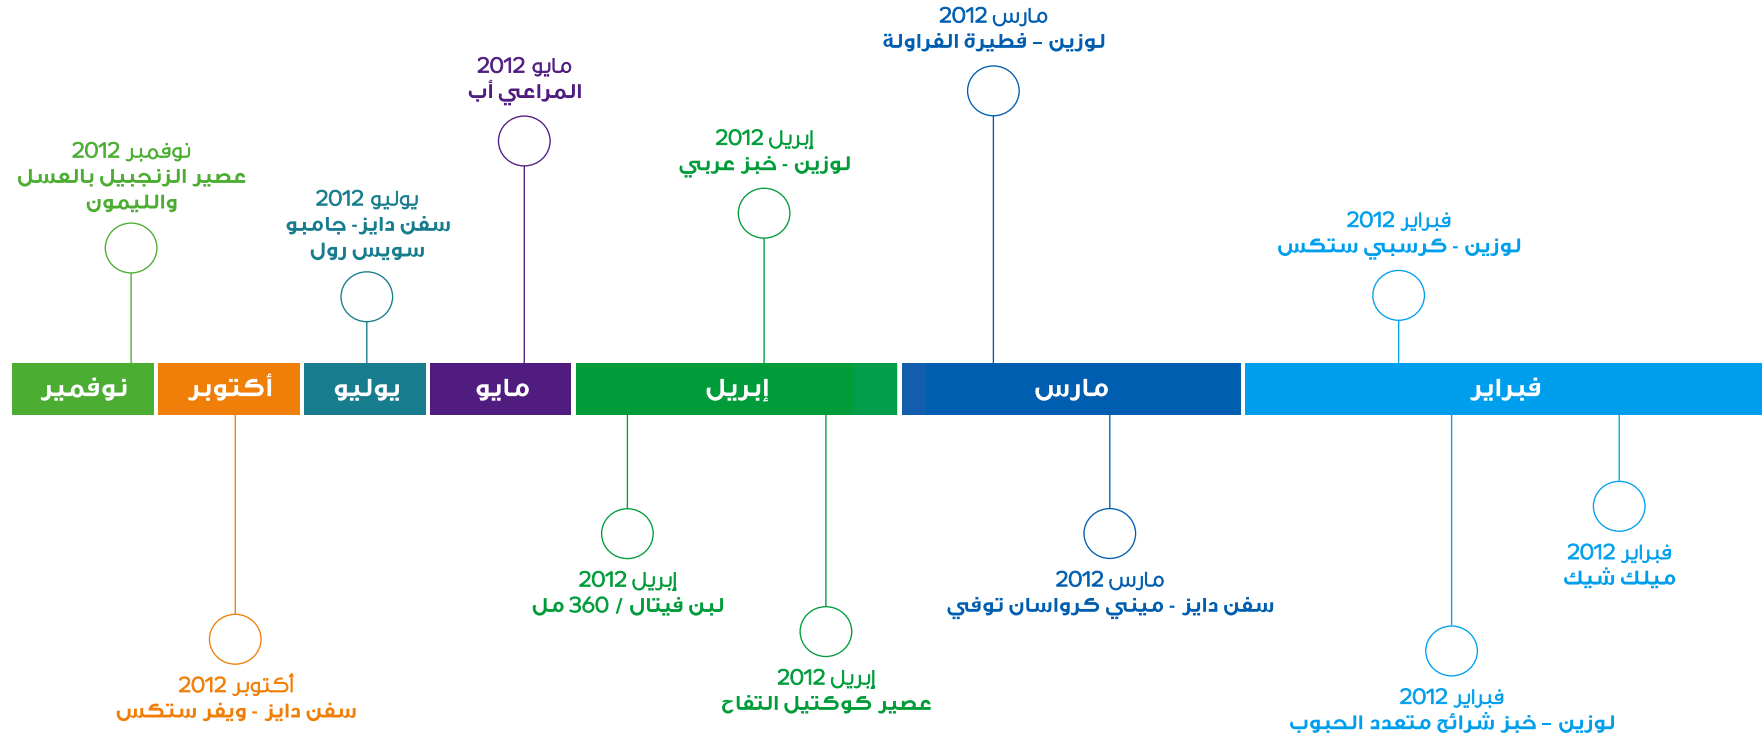 مارس 2012
لوزين – فطيرة الفراولة
مايو 2012
المراعي أب
إبريل 2012
لوزين - خبز عربي
نوفمبر 2012
عصير الزنجبيل بالعسل
والليمون
يوليو 2012
سفن دايز- جامبو
سويس رول
فبراير 2012
لوزين - كرسبي ستكس
فبراير
مارس
إبريل
مايو
يوليو
أكتوبر
نوفمير
فبراير 2012
ميلك شيك
مارس 2012
سفن دايز - ميني كرواسان توفي
إبريل 2012
لبن فيتال / 360 مل
إبريل 2012
عصير كوكتيل التفاح
أكتوبر 2012
سفن دايز - ويفر ستكس
فبراير 2012
لوزين – خبز شرائح متعدد الحبوب